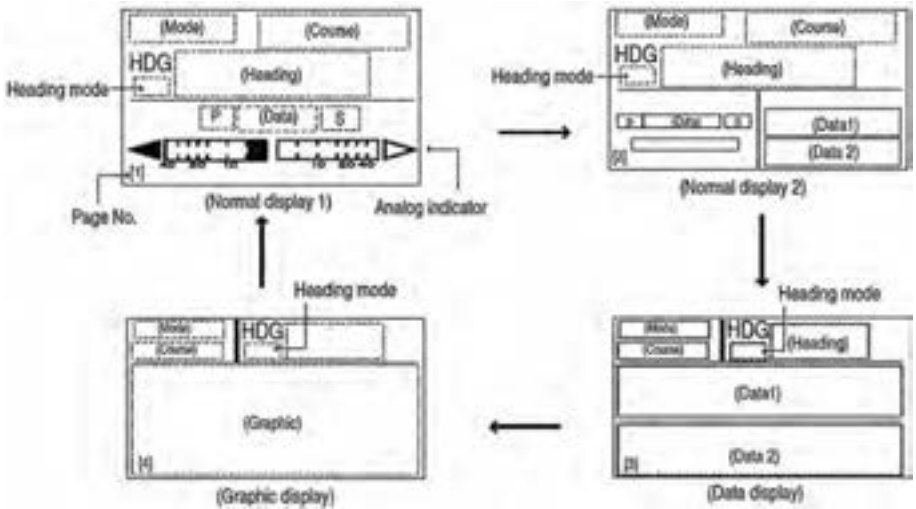 (Mode)
(Course)
HDG
(Heading)
Heading mode
P
(Data)
S
[1]
Page No.
(Normal display 1)
Analog indicator
(Mode)
(Course)
HDG
(Heading)
Heading mode
P
(Data)
S
(Data1)
(Data 2)
[2]
(Normal display 2)
Heading mode
(Mode)
(Course)
HDG
(Graphic)
[4]
(Graphic display)
Heading mode
(Mode)
(Course)
HDG
(Heading)
(Data1)
(Data 2)
[3]
(Data display)